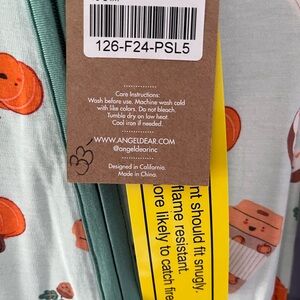 126-F24-PSL5
Care Instructions:
Wash before use. Machine wash cold
with like colors. Do not bleach.
Tumble dry on low heat.
Cool iron if needed.
WWW.ANGELDEAR.COM
@angeldearinc
Designed in California.
Made in China.
nt should fit snugly.
flame resistant.
ore likely to catch fire